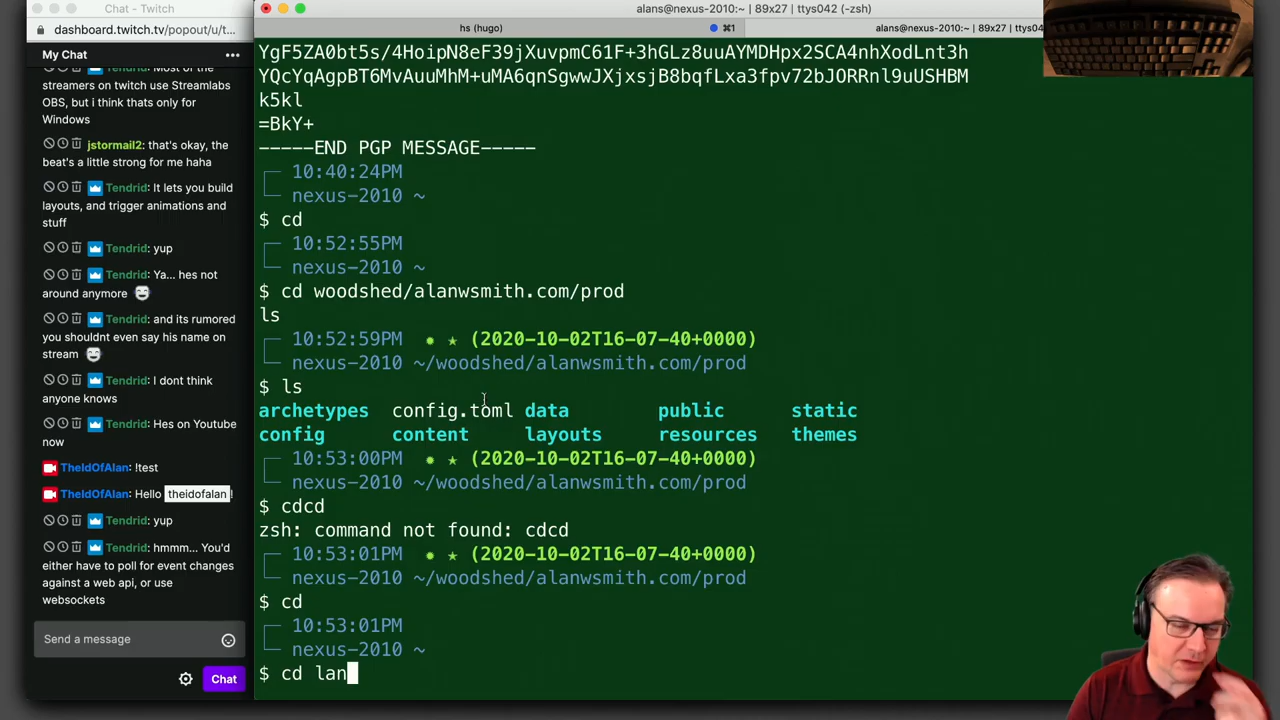 Chat - Twitch
dashboard.twitch.tv/popout/u/t...
My Chat
Tendrid: Most of the
streamers on twitch use Streamlabs
OBS, but i think thats only for
Windows
jstormail2: that's okay, the
beat's a little strong for me haha
Tendrid: It lets you build
layouts, and trigger animations and
stuff
Tendrid: yup
Tendrid: Ya... hes not
around anymore
Tendrid: and its rumored
you shouldnt even say his name on
stream
Tendrid: I dont think
anyone knows
Tendrid: Hes on Youtube
now
TheIdOfAlan: !test
TheIdOfAlan: Hello theidofalan !
Tendrid: yup
Tendrid: hmmm... You'd
either have to poll for event changes
against a web api, or use
websockets
Send a message
Chat
alans@nexus-2010:~ | 89x27 | ttys042 (-zsh)
hs (hugo)
⌘1
alans@nexus-2010:~ | 89x27 | ttys04
YgF5ZA0bt5s/4HoipN8eF39jXuvpmC61F+3hGLz8uuAYMDHpx2SCA4nhXodLnt3h
YQcYqAgpBT6MvAuuMhM+uMA6qnSgwwJXjxsjB8bqfLxa3fpv72bJORRnl9uUSHBM
k5kl
=BkY+
-----END PGP MESSAGE-----
10:40:24PM
nexus-2010 ~
$ cd
10:52:55PM
nexus-2010 ~
$ cd woodshed/alanwsmith.com/prod
ls
10:52:59PM ● ★ (2020-10-02T16-07-40+0000)
nexus-2010 ~/woodshed/alanwsmith.com/prod
$ ls
archetypes config.toml data public static
config content layouts resources themes
10:53:00PM ● ★ (2020-10-02T16-07-40+0000)
nexus-2010 ~/woodshed/alanwsmith.com/prod
$ cdcd
zsh: command not found: cdcd
10:53:01PM ● ★ (2020-10-02T16-07-40+0000)
nexus-2010 ~/woodshed/alanwsmith.com/prod
$ cd
10:53:01PM
nexus-2010 ~
$ cd lan